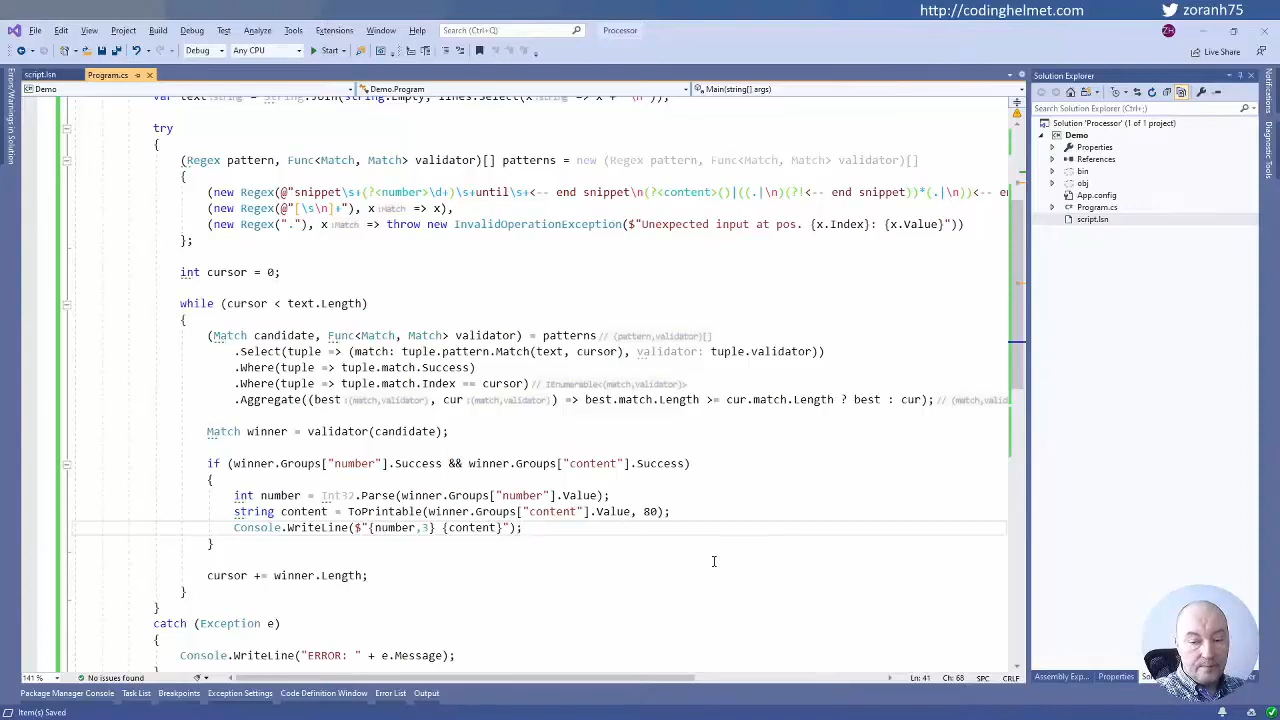 http://codinghelmet.com
zoranh75
File Edit View Project Build Debug Test Analyze Tools Extensions Window Help Search (Ctrl+Q) Processor ZH
Debug Any CPU Start Live Share
script.lsn Program.cs
Demo Demo.Program Main(string[] args)
try
{
(Regex pattern, Func<Match, Match> validator)[] patterns = new (Regex pattern, Func<Match, Match> validator)[]
{
(new Regex(@"snippet\s+(?<number>\d+)\s+until\s+<-- end snippet\n(?<content>()|((.|\n)(?!<-- end snippet))*(.|\n))<-- en
(new Regex(@"[\s\n]+"), x :Match => x),
(new Regex("."), x :Match => throw new InvalidOperationException($"Unexpected input at pos. {x.Index}: {x.Value}"))
};
int cursor = 0;
while (cursor < text.Length)
{
(Match candidate, Func<Match, Match> validator) = patterns // (pattern,validator)[]
.Select(tuple => (match: tuple.pattern.Match(text, cursor), validator: tuple.validator))
.Where(tuple => tuple.match.Success)
.Where(tuple => tuple.match.Index == cursor) // IEnumerable<(match,validator)>
.Aggregate((best :(match,validator), cur :(match,validator)) => best.match.Length >= cur.match.Length ? best : cur); // (match,valid
Match winner = validator(candidate);
if (winner.Groups["number"].Success && winner.Groups["content"].Success)
{
int number = Int32.Parse(winner.Groups["number"].Value);
string content = ToPrintable(winner.Groups["content"].Value, 80);
Console.WriteLine($"{number,3} {content}");
}
cursor += winner.Length;
}
}
catch (Exception e)
{
Console.WriteLine("ERROR: " + e.Message);
141 % No issues found Ln: 41 Ch: 68 SPC CRLF
Package Manager Console Task List Breakpoints Exception Settings Code Definition Window Error List Output
Item(s) Saved
Errors/Warnings in Solution
Solution Explorer
Search Solution Explorer (Ctrl+;)
Solution 'Processor' (1 of 1 project)
Demo
Properties
References
bin
obj
App.config
Program.cs
script.lsn
Assembly Exp... Properties
Notifications
Diagnostic Tools